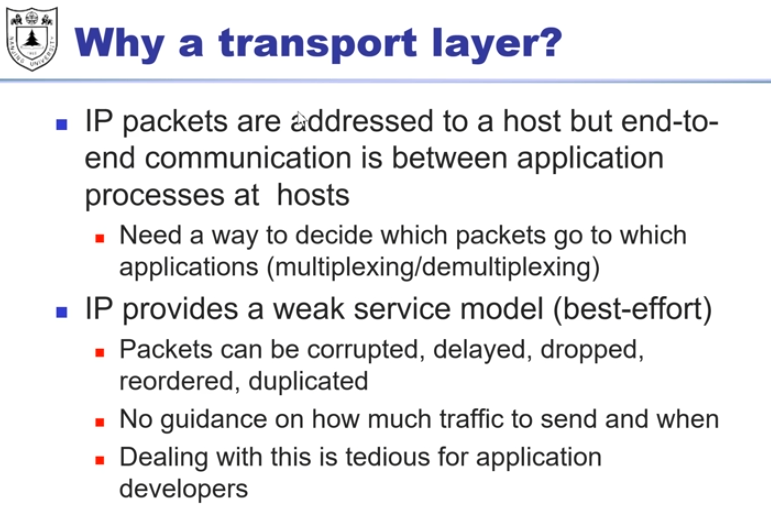 Why a transport layer?
IP packets are addressed to a host but end-to-
end communication is between application
processes at hosts
Need a way to decide which packets go to which
applications (multiplexing/demultiplexing)
IP provides a weak service model (best-effort)
Packets can be corrupted, delayed, dropped,
reordered, duplicated
No guidance on how much traffic to send and when
Dealing with this is tedious for application
developers